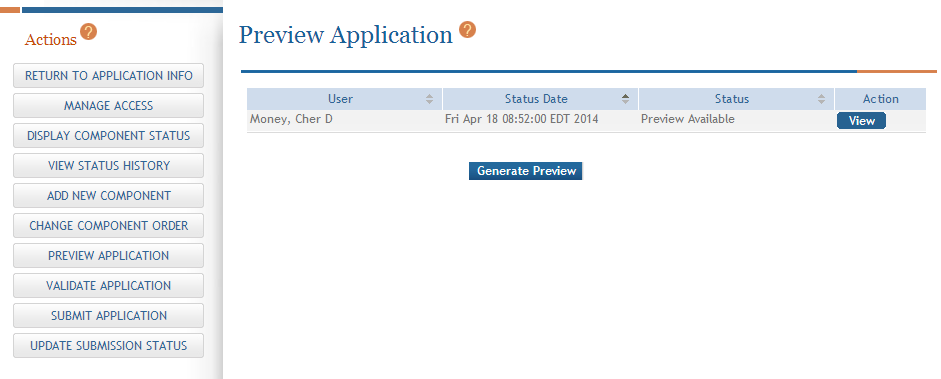 Actions ?
RETURN TO APPLICATION INFO
MANAGE ACCESS
DISPLAY COMPONENT STATUS
VIEW STATUS HISTORY
ADD NEW COMPONENT
CHANGE COMPONENT ORDER
PREVIEW APPLICATION
VALIDATE APPLICATION
SUBMIT APPLICATION
UPDATE SUBMISSION STATUS
Preview Application ?
User Status Date Status Action
Money, Cher D Fri Apr 18 08:52:00 EDT 2014 Preview Available View
Generate Preview